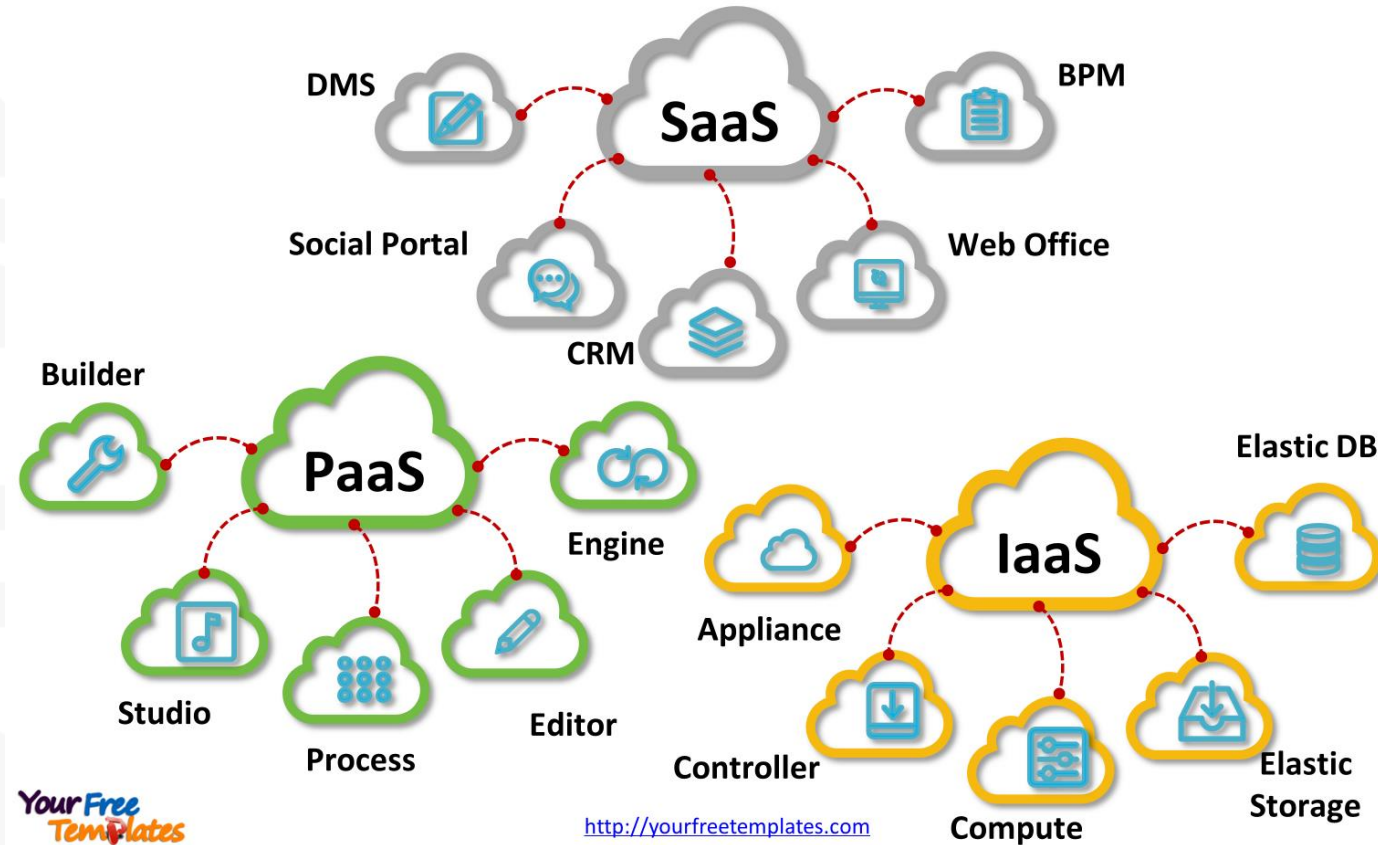 DMS
SaaS
BPM
Social Portal
Web Office
CRM
Builder
PaaS
Engine
Studio
Process
Editor
Elastic DB
IaaS
Appliance
Controller
Compute
Elastic
Storage
Your Free
Templates
http://yourfreetemplates.com